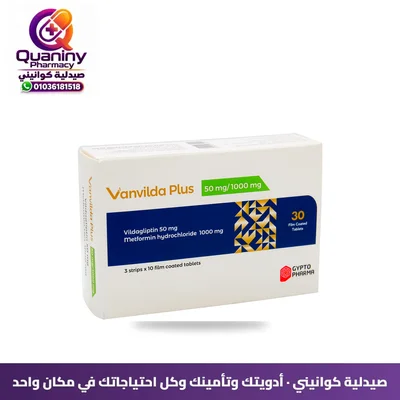 Quaniny
Pharmacy
صيدلية كوانيني
01036181518
Vanvilda Plus
50 mg/1000 mg
Vildagliptin 50 mg
Metformin hydrochloride 1000 mg
30
Film Coated
Tablets
3 strips x 10 film coated tablets
GYPTO
PHARMA
Vanvilda Plus
صيدلية كوانيني - أدويتك وتأمينك وكل احتياجاتك في مكان واحد